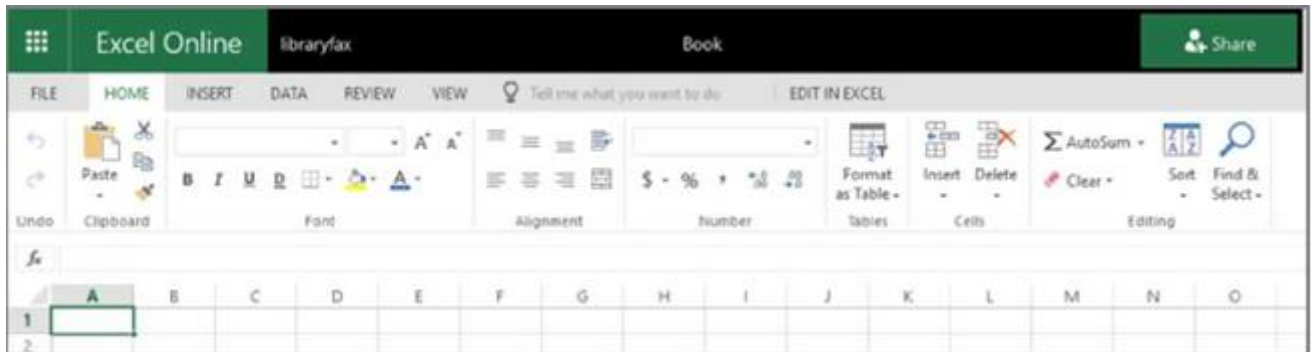 Excel Online libraryfax Book Share
FILE HOME INSERT DATA REVIEW VIEW Tell me what you want to do EDIT IN EXCEL
A A
Paste B I U D A $ % , .00 Format as Table Insert Delete AutoSum Clear Sort Find & Select
Undo Clipboard Font Alignment Number Tables Cells Editing
fx
A B C D E F G H I J K L M N O
1
2